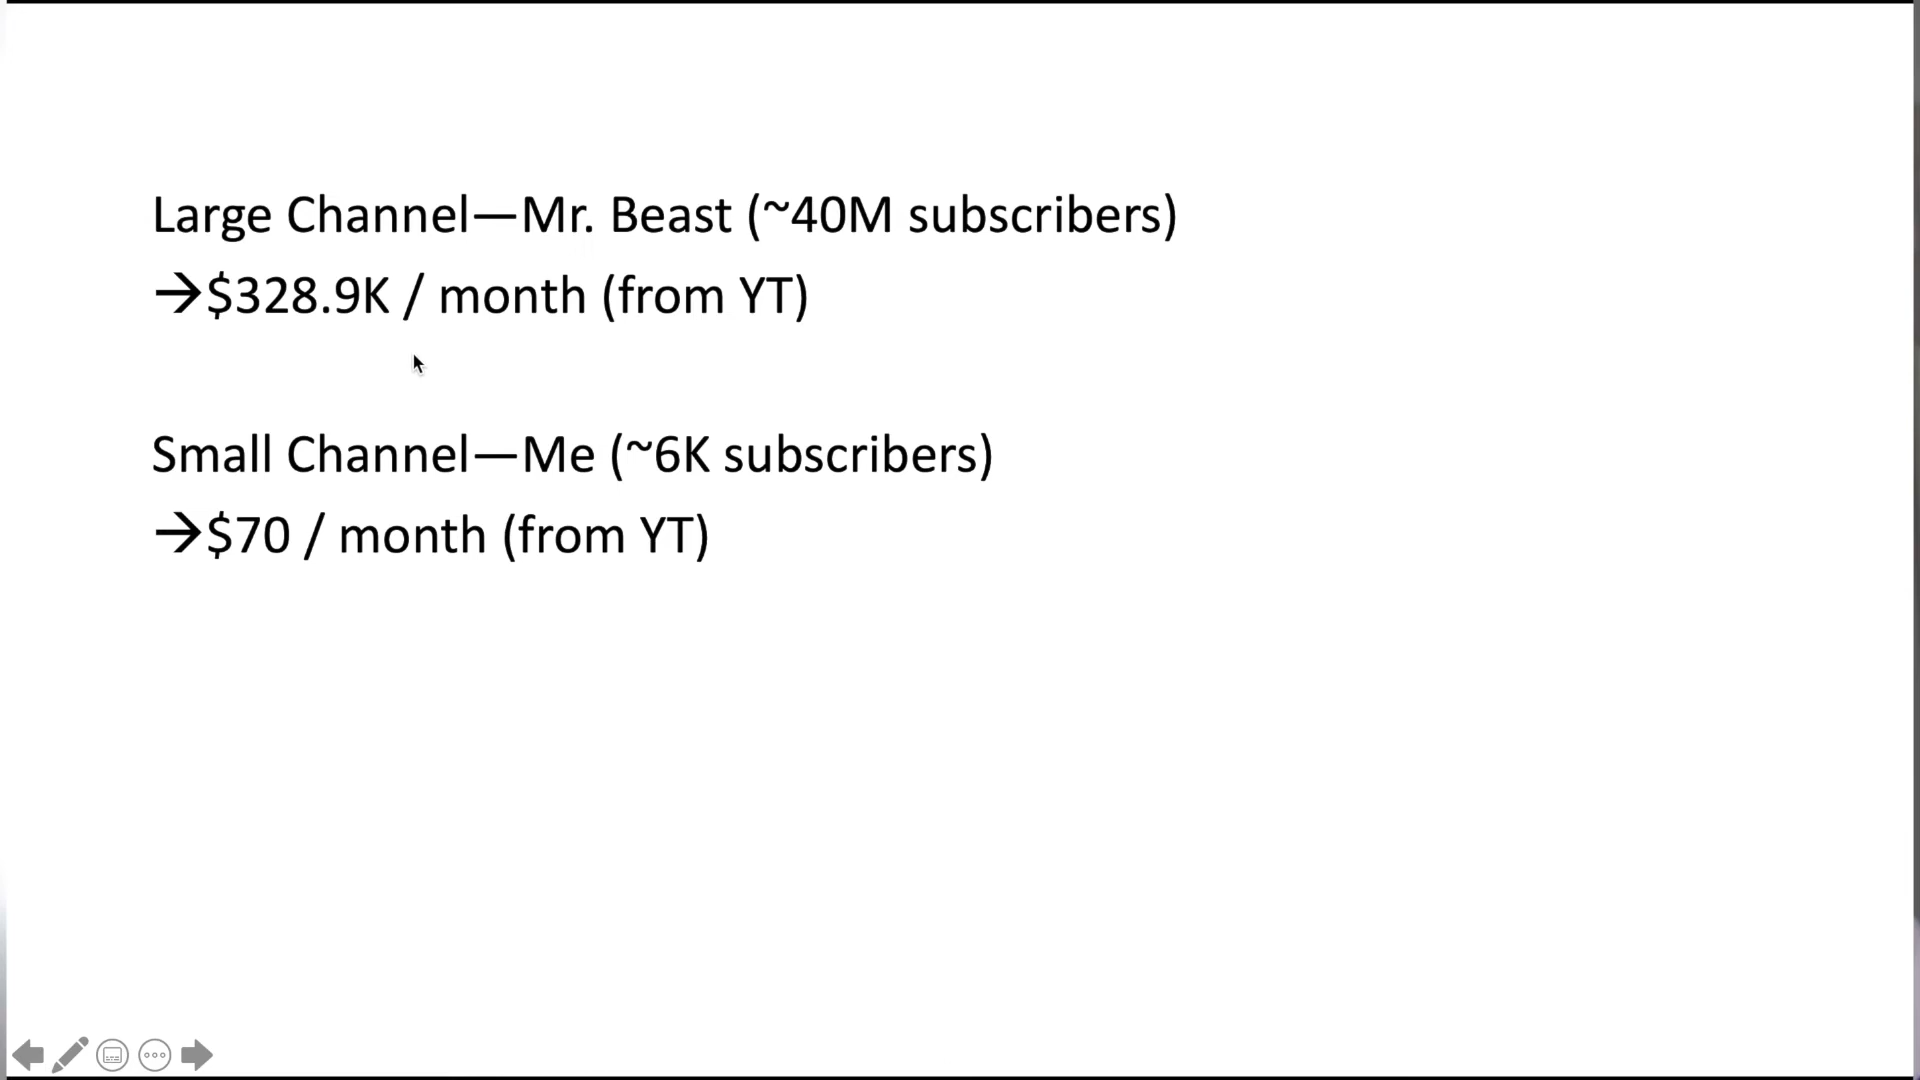 Large Channel—Mr. Beast (~40M subscribers)
→$328.9K / month (from YT)
Small Channel—Me (~6K subscribers)
→$70 / month (from YT)